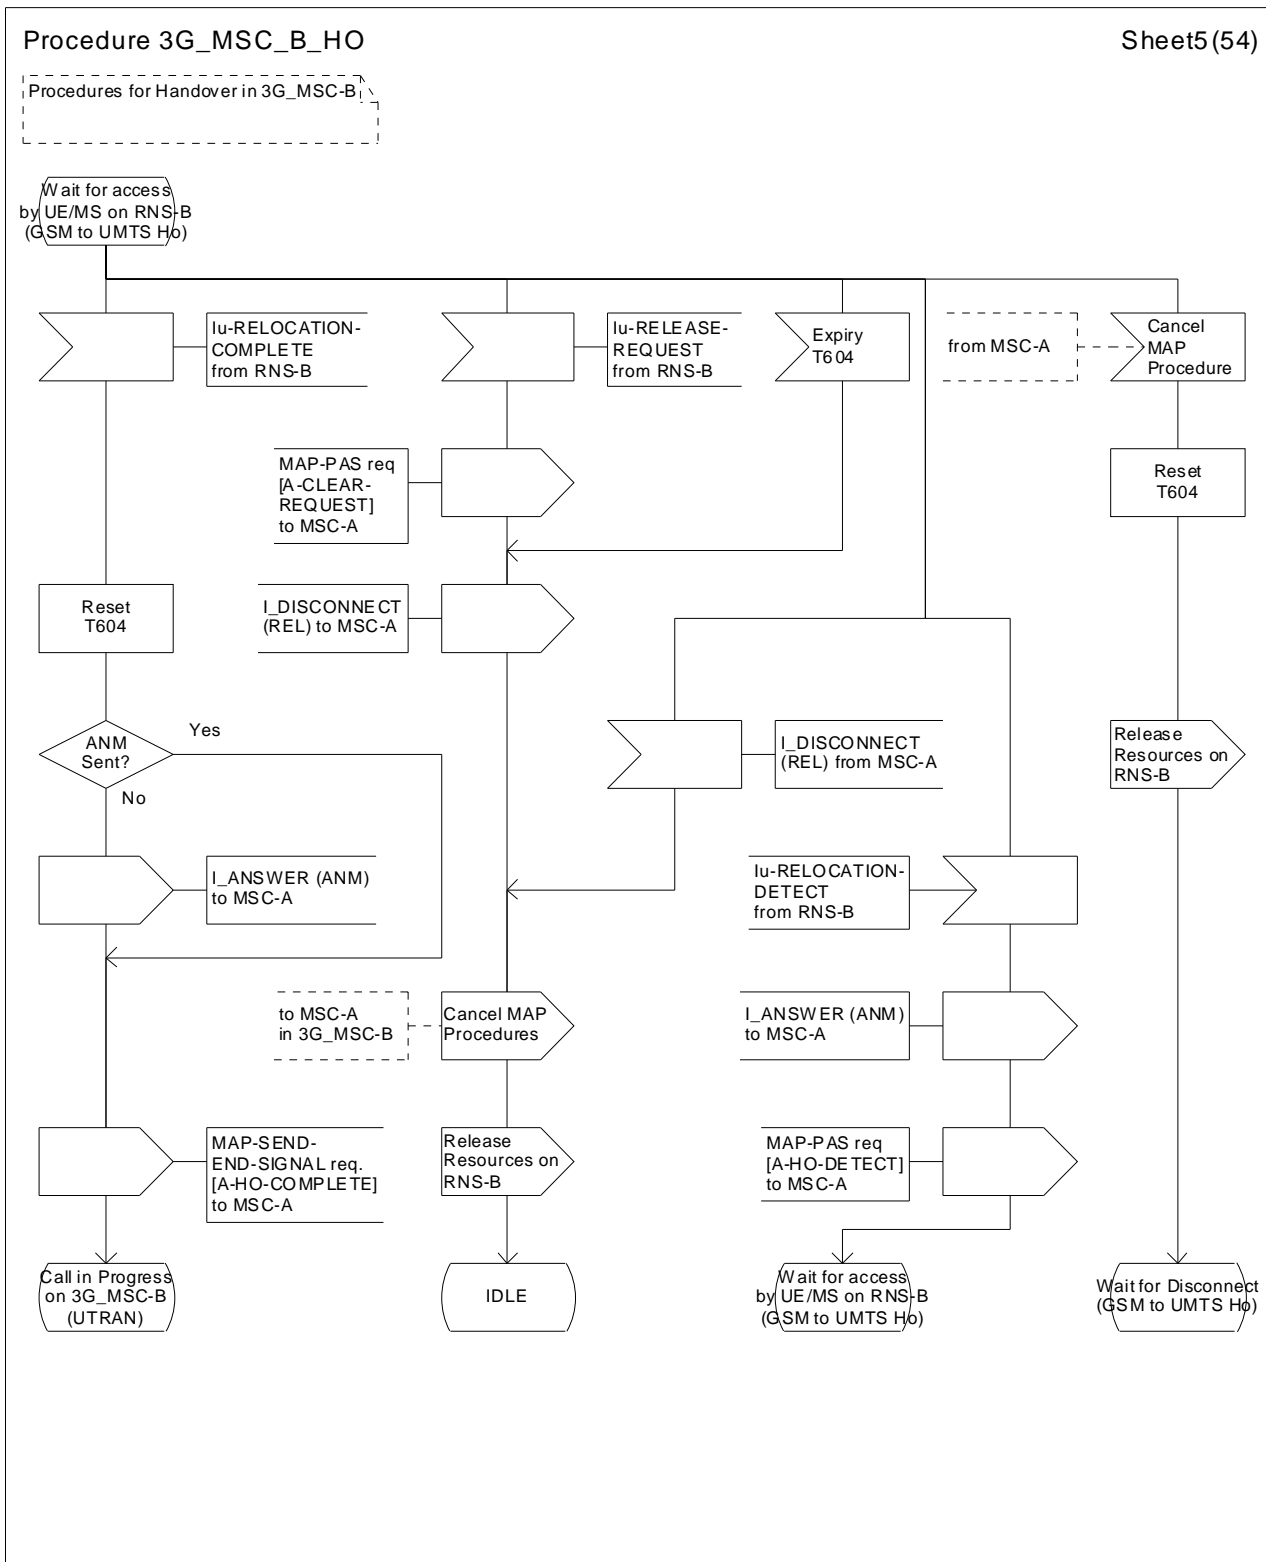 Procedure 3G_MSC_B_HO
Sheet5(54)
Procedures for Handover in 3G_MSC-B
Wait for access
by UE/MS on RNS-B
(GSM to UMTS Ho)
Iu-RELOCATION-
COMPLETE
from RNS-B
Iu-RELEASE-
REQUEST
from RNS-B
Expiry
T604
from MSC-A
Cancel
MAP
Procedure
MAP-PAS req
[A-CLEAR-
REQUEST]
to MSC-A
Reset
T604
Reset
T604
I_DISCONNECT
(REL) to MSC-A
ANM
Sent?
Yes
No
I_DISCONNECT
(REL) from MSC-A
Release
Resources on
RNS-B
I_ANSWER (ANM)
to MSC-A
Iu-RELOCATION-
DETECT
from RNS-B
to MSC-A
in 3G_MSC-B
Cancel MAP
Procedures
I_ANSWER (ANM)
to MSC-A
MAP-SEND-
END-SIGNAL req.
[A-HO-COMPLETE]
to MSC-A
Release
Resources on
RNS-B
MAP-PAS req
[A-HO-DETECT]
to MSC-A
Call in Progress
on 3G_MSC-B
(UTRAN)
IDLE
Wait for access
by UE/MS on RNS-B
(GSM to UMTS Ho)
Wait for Disconnect
(GSM to UMTS Ho)